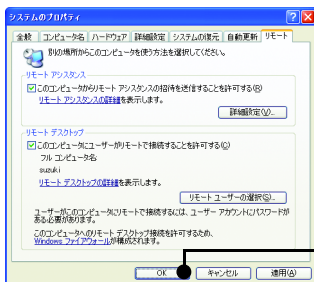 システムのプロパティ
全般 コンピュータ名 ハードウェア 詳細設定 システムの復元 自動更新 リモート
別の場所からこのコンピュータを使う方法を選択してください。
リモート アシスタンス
このコンピュータからリモート アシスタンスの招待を送信することを許可する(R)
リモート アシスタンスの詳細を表示します。
詳細設定(V)...
リモート デスクトップ
このコンピュータにユーザーがリモートで接続することを許可する(C)
フル コンピュータ名
suzuki
リモート デスクトップの詳細を表示します。
リモート ユーザーの選択(S)...
ユーザーがこのコンピュータにリモートで接続するには、ユーザー アカウントにパスワードが
ある必要があります。
このコンピュータへのリモート デスクトップ接続を許可するため、
Windows ファイアウォールが構成されます。
OK キャンセル 適用(A)